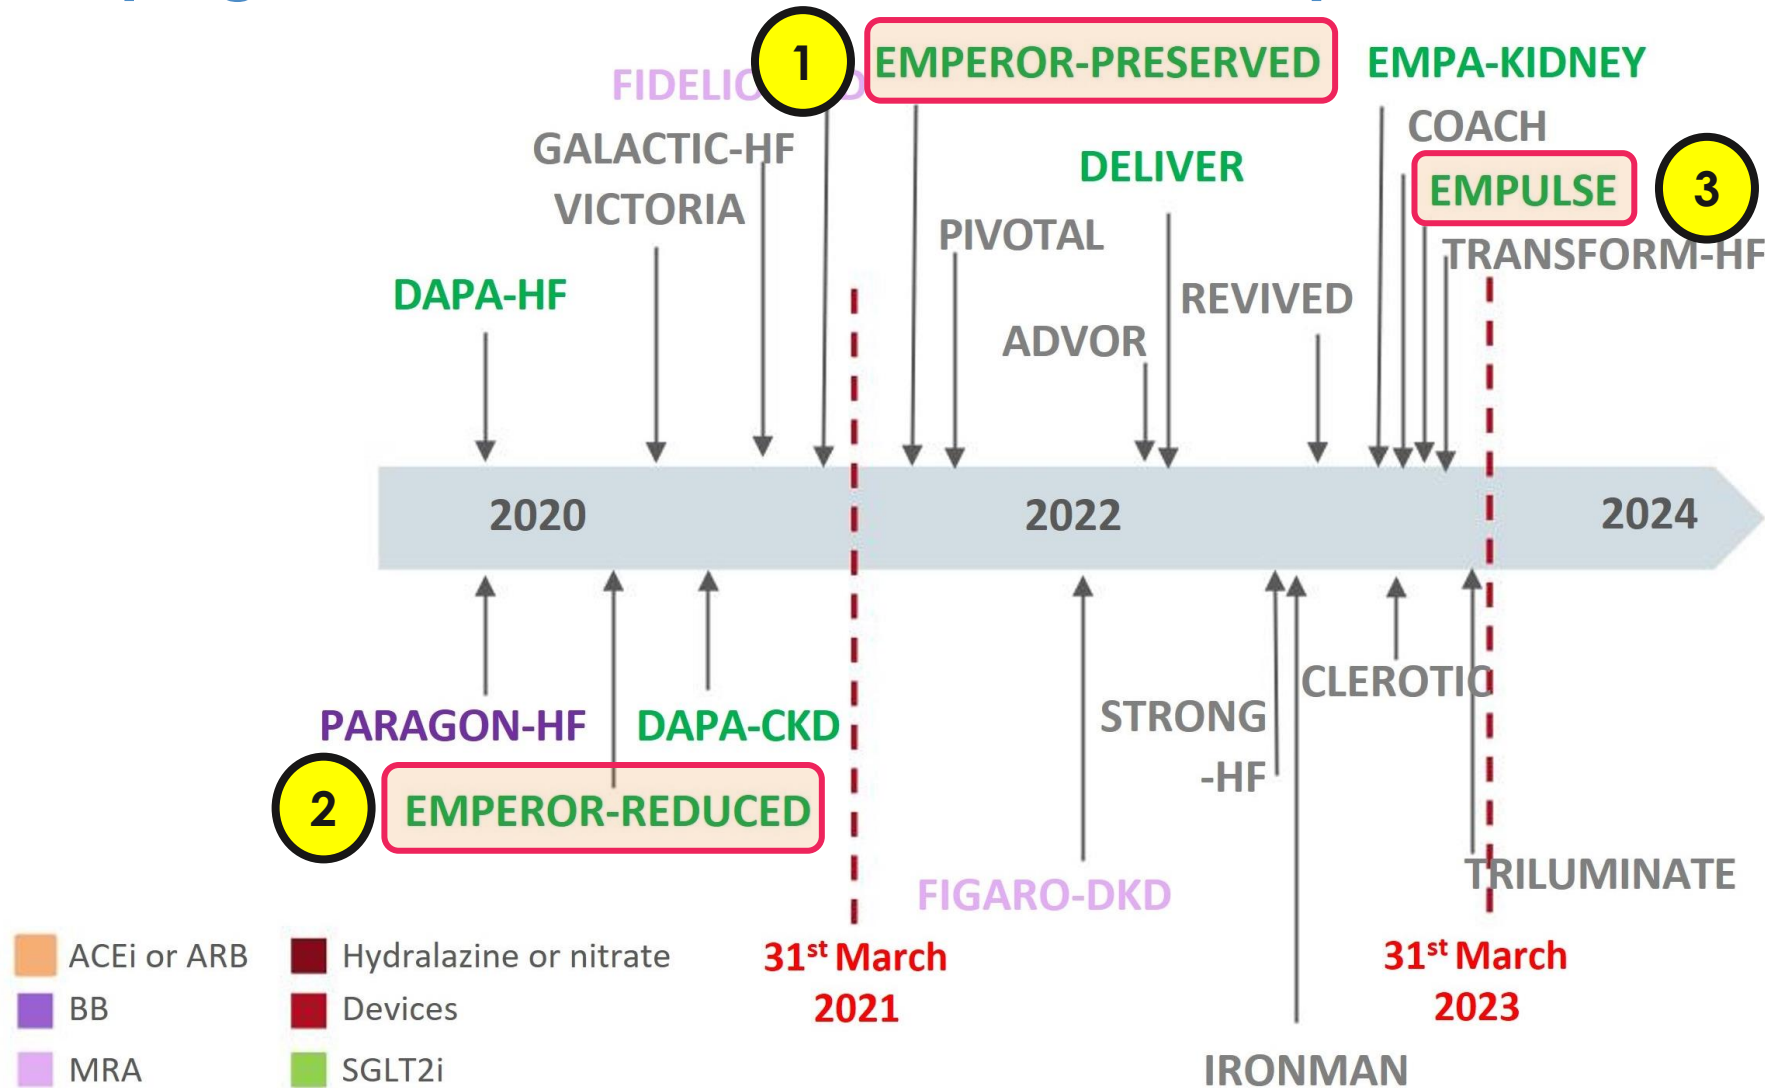 1
EMPEROR-PRESERVED
EMPA-KIDNEY
FIDELIO
GALACTIC-HF
COACH
DELIVER
EMPULSE
3
VICTORIA
PIVOTAL
TRANSFORM-HF
DAPA-HF
REVIVED
ADVOR
2020
2022
2024
PARAGON-HF
DAPA-CKD
CLEROTIC
STRONG
-HF
2
EMPEROR-REDUCED
FIGARO-DKD
TRILUMINATE
ACEi or ARB
Hydralazine or nitrate
31st March
2021
31st March
2023
BB
Devices
MRA
SGLT2i
IRONMAN